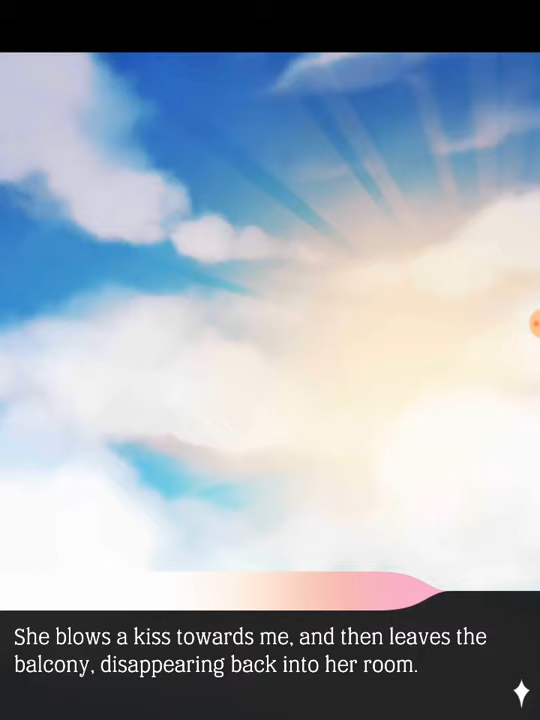 She blows a kiss towards me, and then leaves the
balcony, disappearing back into her room.